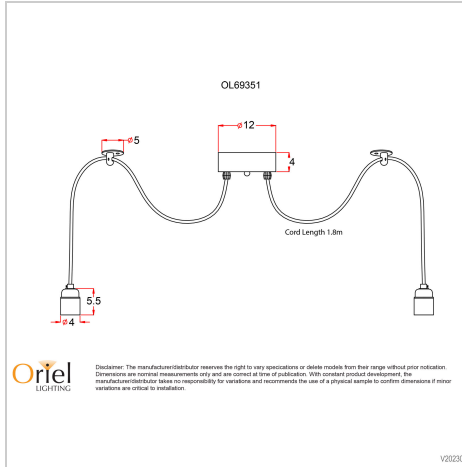 OL69351
ø12
ø5
4
Cord Length 1.8m
5.5
ø4
Oriel
LIGHTING
Disclaimer: The manufacturer/distributor reserves the right to vary specirations or delete models from their range without prior notication.
Dimensions are nominal measurements only and are correct at time of publication. With constant product development, the
manufacturer/distributor takes no responsibility for variations and recommends the use of a physical sample to confirm dimensions if minor
variations are critical to installation.
V20230